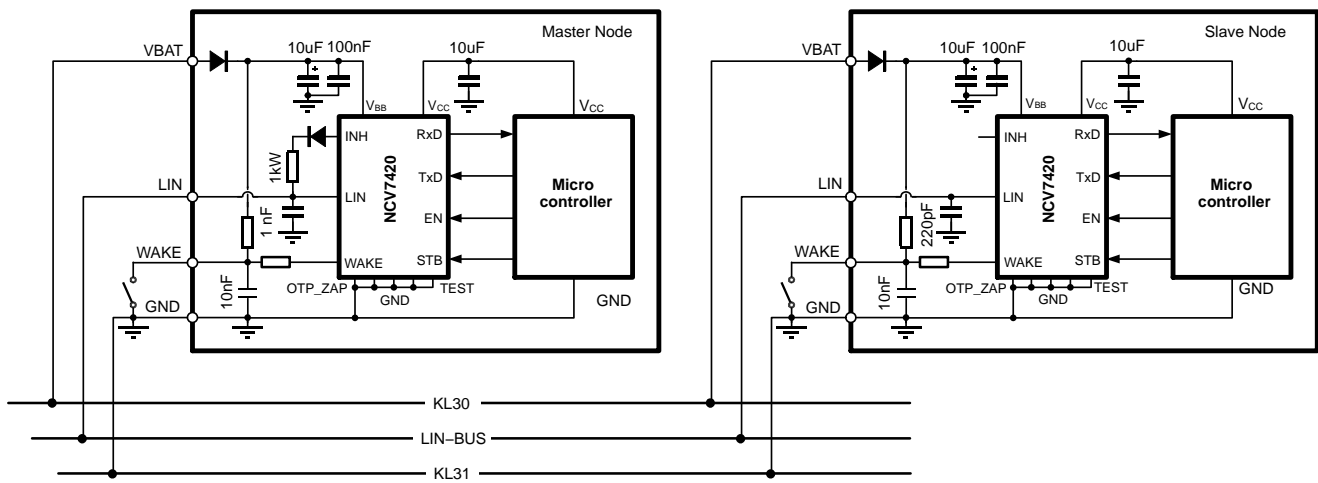 Master Node
VBAT
10uF 100nF
10uF
VBB
VCC
VCC
INH
RxD
1kW
TxD
LIN
LIN
NCV7420
Micro
controller
1 nF
EN
WAKE
WAKE
STB
10nF
OTP_ZAP
GND
TEST
GND
GND
Slave Node
VBAT
10uF 100nF
10uF
VBB
VCC
VCC
INH
RxD
TxD
LIN
LIN
NCV7420
Micro
controller
220pF
EN
WAKE
WAKE
STB
10nF
OTP_ZAP
GND
TEST
GND
GND
KL30
LIN−BUS
KL31